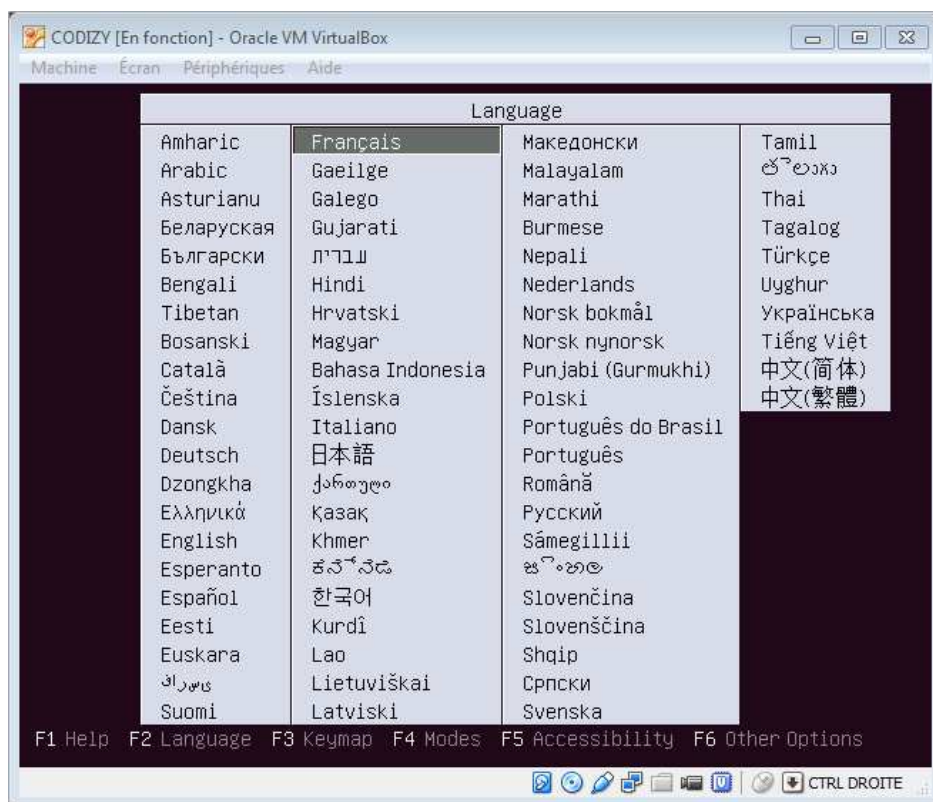 CODIZY [En fonction] - Oracle VM VirtualBox
Machine Écran Périphériques Aide
Language
Amharic
Arabic
Asturianu
Беларуская
Български
Bengali
Tibetan
Bosanski
Català
Čeština
Dansk
Deutsch
Dzongkha
Ελληνικά
English
Esperanto
Español
Eesti
Euskara
Suomi
Français
Gaeilge
Galego
Gujarati
עברית
Hindi
Hrvatski
Magyar
Bahasa Indonesia
Íslenska
Italiano
日本語
ქართული
Қазақ
Khmer
한국어
Kurdî
Lao
Lietuviškai
Latviski
Македонски
Malayalam
Marathi
Burmese
Nepali
Nederlands
Norsk bokmål
Norsk nynorsk
Punjabi (Gurmukhi)
Polski
Português do Brasil
Português
Română
Русский
Sámegillii
Slovenčina
Slovenščina
Shqip
Српски
Svenska
Tamil
Thai
Tagalog
Türkçe
Uyghur
Українська
Tiếng Việt
中文(简体)
中文(繁體)
F1 Help F2 Language F3 Keymap F4 Modes F5 Accessibility F6 Other Options
CTRL DROITE